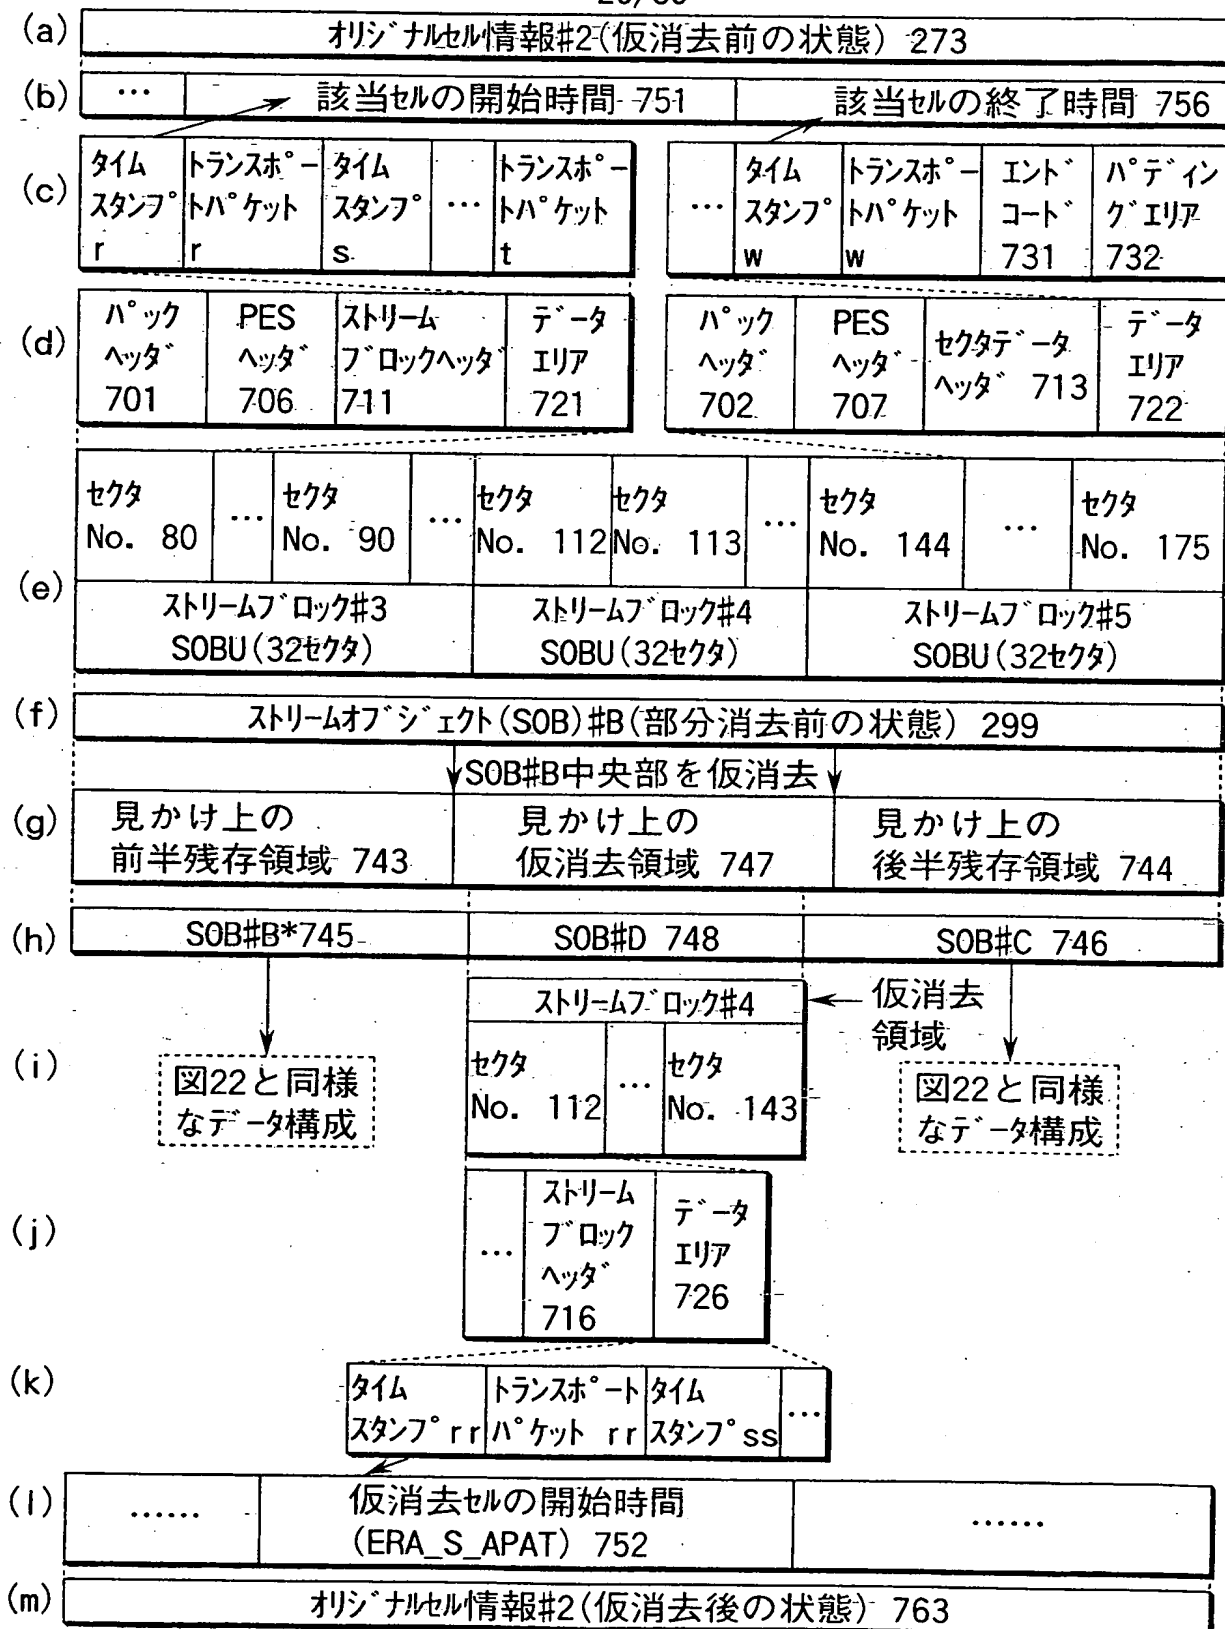 (a) オリジナルセル情報#2(仮消去前の状態) 273
(b) … 該当セルの開始時間 751 該当セルの終了時間 756
(c)
タイム
スタンプ
r
トランスポー
トパケット
r
タイム
スタンプ
s
…
トランスポー
トパケット
t
…
タイム
スタンプ
w
トランスポー
トパケット
w
エンド
コード
731
パディン
グエリア
732
(d)
パック
ヘッダ
701
PES
ヘッダ
706
ストリーム
ブロックヘッダ
711
データ
エリア
721
パック
ヘッダ
702
PES
ヘッダ
707
セクタデータ
ヘッダ 713
データ
エリア
722
(e)
セクタ
No. 80
…
セクタ
No. 90
…
セクタ
No. 112
セクタ
No. 113
…
セクタ
No. 144
…
セクタ
No. 175
ストリームブロック#3
SOBU(32セクタ)
ストリームブロック#4
SOBU(32セクタ)
ストリームブロック#5
SOBU(32セクタ)
(f) ストリームオブジェクト(SOB)#B(部分消去前の状態) 299
SOB#B中央部を仮消去
(g)
見かけ上の
前半残存領域 743
見かけ上の
仮消去領域 747
見かけ上の
後半残存領域 744
(h) SOB#B*745 SOB#D 748 SOB#C 746
(i)
ストリームブロック#4
仮消去
領域
セクタ
No. 112
…
セクタ
No. 143
図22と同様
なデータ構成
図22と同様
なデータ構成
(j)
…
ストリーム
ブロック
ヘッダ
716
データ
エリア
726
(k)
タイム
スタンプrr
トランスポート
パケット rr
タイム
スタンプss
…
(l)
……
仮消去セルの開始時間
(ERA_S_APAT) 752
……
(m) オリジナルセル情報#2(仮消去後の状態) 763